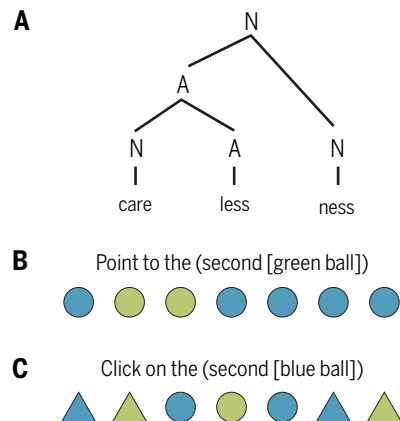 A
N
A
N A N
care less ness
B
Point to the (second [green ball])
C
Click on the (second [blue ball])